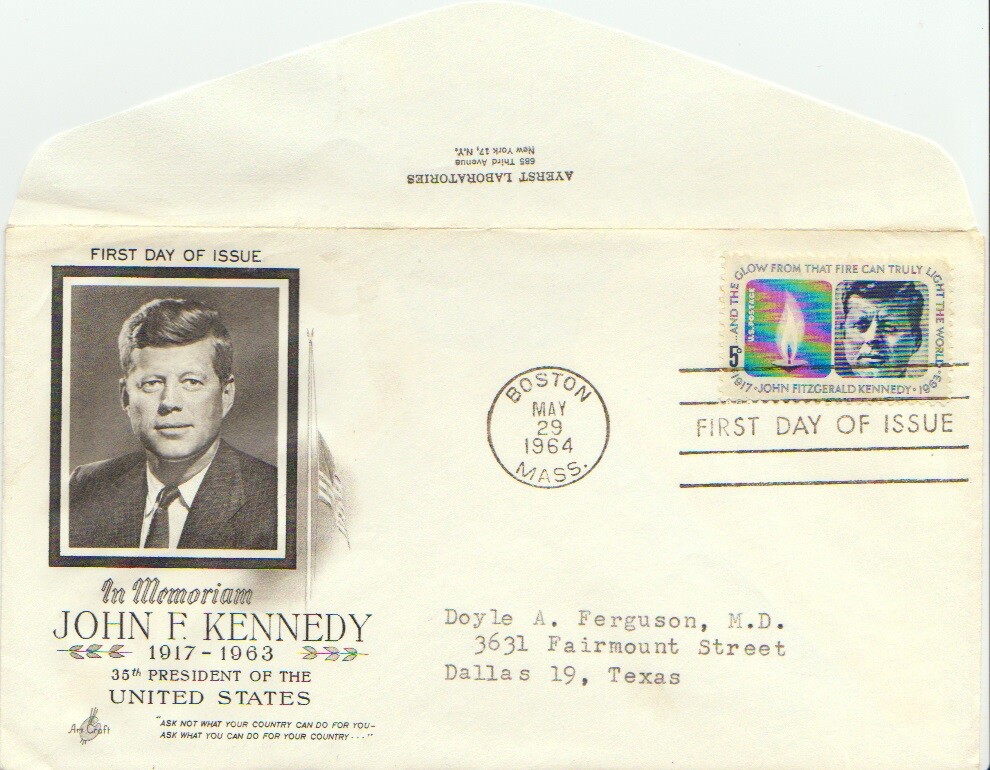 AYERST LABORATORIES
685 Third Avenue
New York 17, N.Y.
FIRST DAY OF ISSUE
In Memoriam
JOHN F. KENNEDY
1917-1963
35th PRESIDENT OF THE
UNITED STATES
Art Craft
"ASK NOT WHAT YOUR COUNTRY CAN DO FOR YOU-
ASK WHAT YOU CAN DO FOR YOUR COUNTRY..."
BOSTON
MAY
29
1964
MASS.
...AND THE GLOW FROM THAT FIRE CAN TRULY LIGHT THE WORLD
U.S. POSTAGE
5c
1917·JOHN FITZGERALD KENNEDY·1963
FIRST DAY OF ISSUE
Doyle A. Ferguson, M.D.
3631 Fairmount Street
Dallas 19, Texas